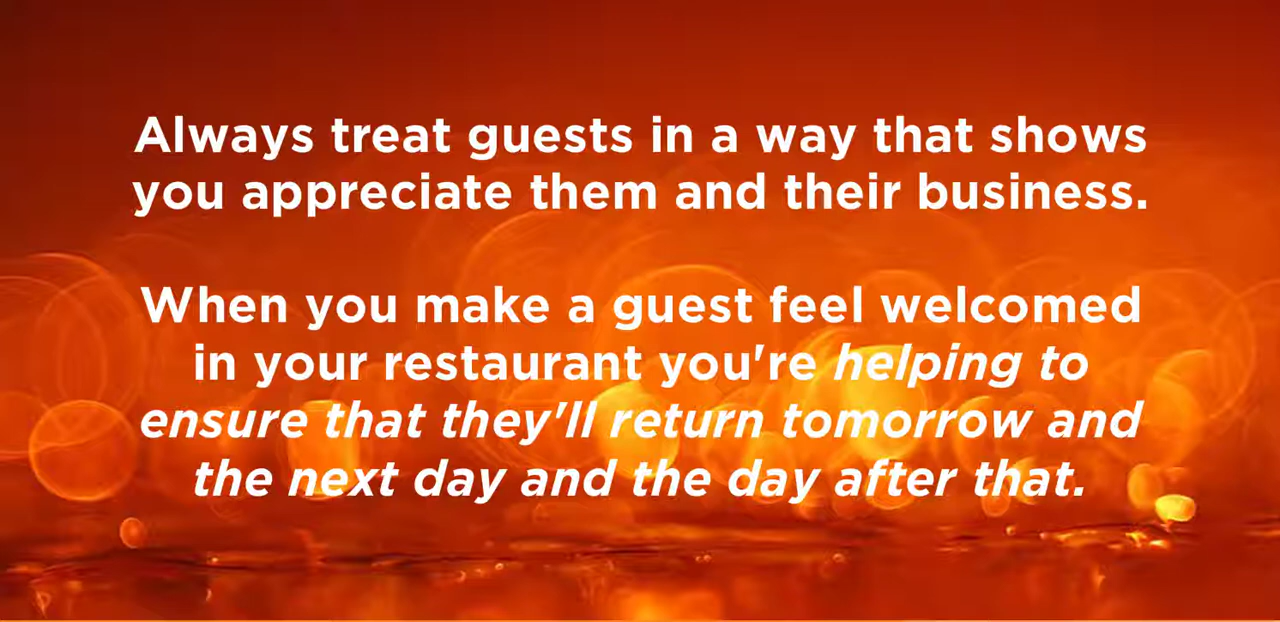 Always treat guests in a way that shows
you appreciate them and their business.
When you make a guest feel welcomed
in your restaurant you're helping to
ensure that they'll return tomorrow and
the next day and the day after that.